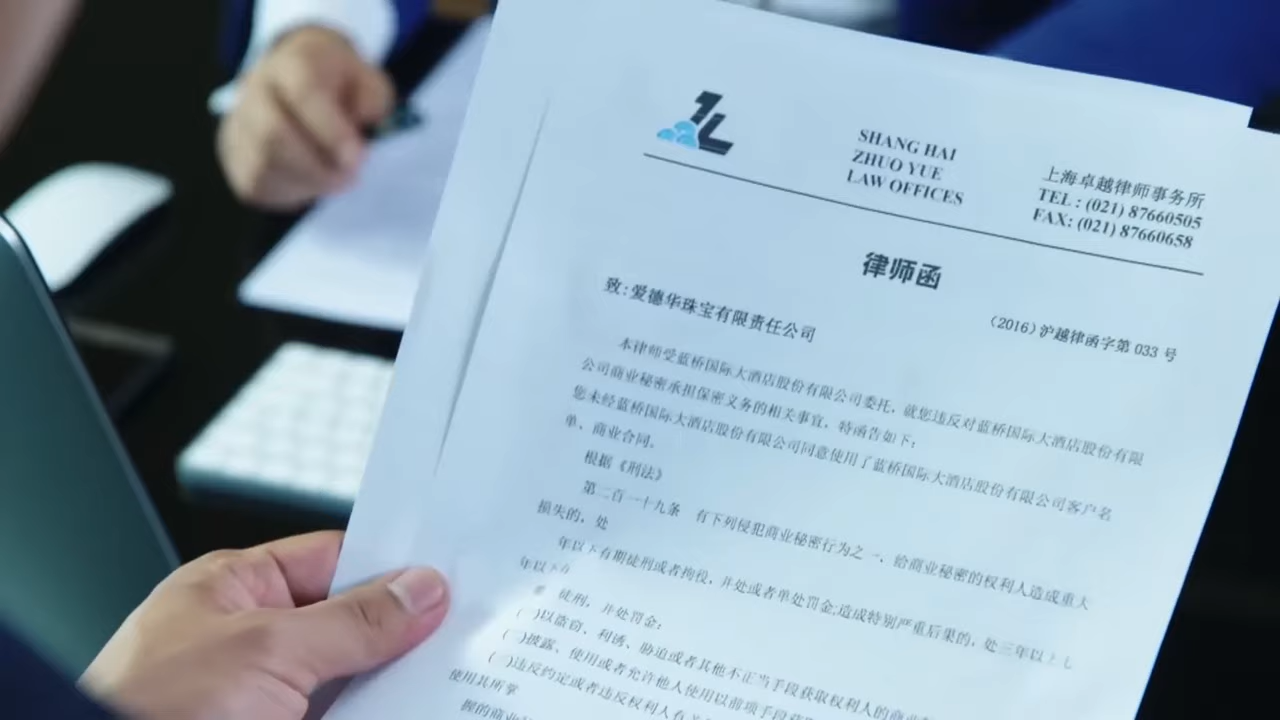 SHANG HAI
ZHUO YUE
LAW OFFICES
上海卓越律师事务所
TEL : (021) 87660505
FAX: (021) 87660658
律师函
致:爱德华珠宝有限责任公司
（2016）沪越律函字第 033 号
本律师受蓝桥国际大酒店股份有限公司委托，就您违反对蓝桥国际大酒店股份有限
公司商业秘密承担保密义务的相关事宜，特函告如下：
您未经蓝桥国际大酒店股份有限公司同意使用了蓝桥国际大酒店股份有限公司客户名
单、商业合同。
根据《刑法》
第二百一十九条 有下列侵犯商业秘密行为之一，给商业秘密的权利人造成重大
损失的，处
年以下有期徒刑或者拘役，并处或者单处罚金;造成特别严重后果的，处三年以上七
年以下
徒刑，并处罚金：
( )以盗窃、利诱、胁迫或者其他不正当手段获取权利人的商业
( )披露、使用或者允许他人使用以前项手段获
( )违反约定或者违反权利人有
使用其所掌
握的商业